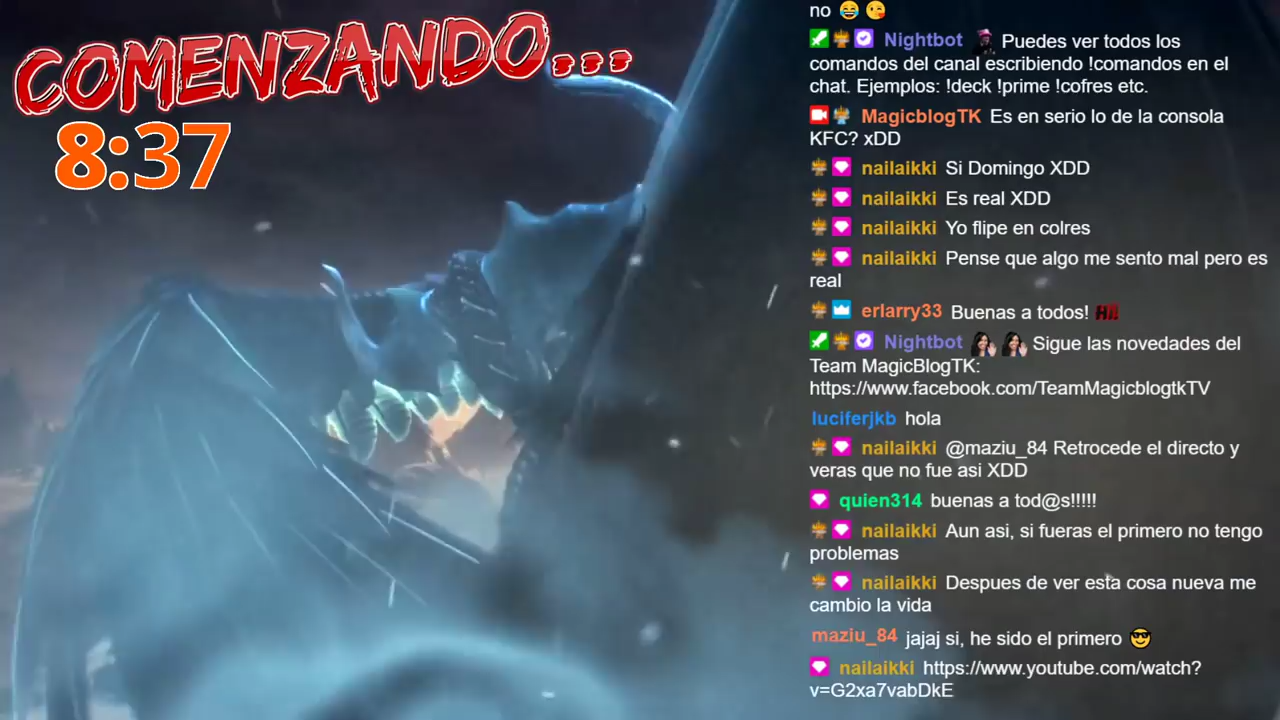 COMENZANDO...
8:37
no 😂 😘
Nightbot Puedes ver todos los
comandos del canal escribiendo !comandos en el
chat. Ejemplos: !deck !prime !cofres etc.
MagicblogTK Es en serio lo de la consola
KFC? xDD
nailaikki Si Domingo XDD
nailaikki Es real XDD
nailaikki Yo flipe en colres
nailaikki Pense que algo me sento mal pero es
real
erlarry33 Buenas a todos!
Nightbot Sigue las novedades del
Team MagicBlogTK:
https://www.facebook.com/TeamMagicblogtkTV
luciferjkb hola
nailaikki @maziu_84 Retrocede el directo y
veras que no fue asi XDD
quien314 buenas a tod@s!!!!!
nailaikki Aun asi, si fueras el primero no tengo
problemas
nailaikki Despues de ver esta cosa nueva me
cambio la vida
maziu_84 jajaj si, he sido el primero 😎
nailaikki https://www.youtube.com/watch?
v=G2xa7vabDkE